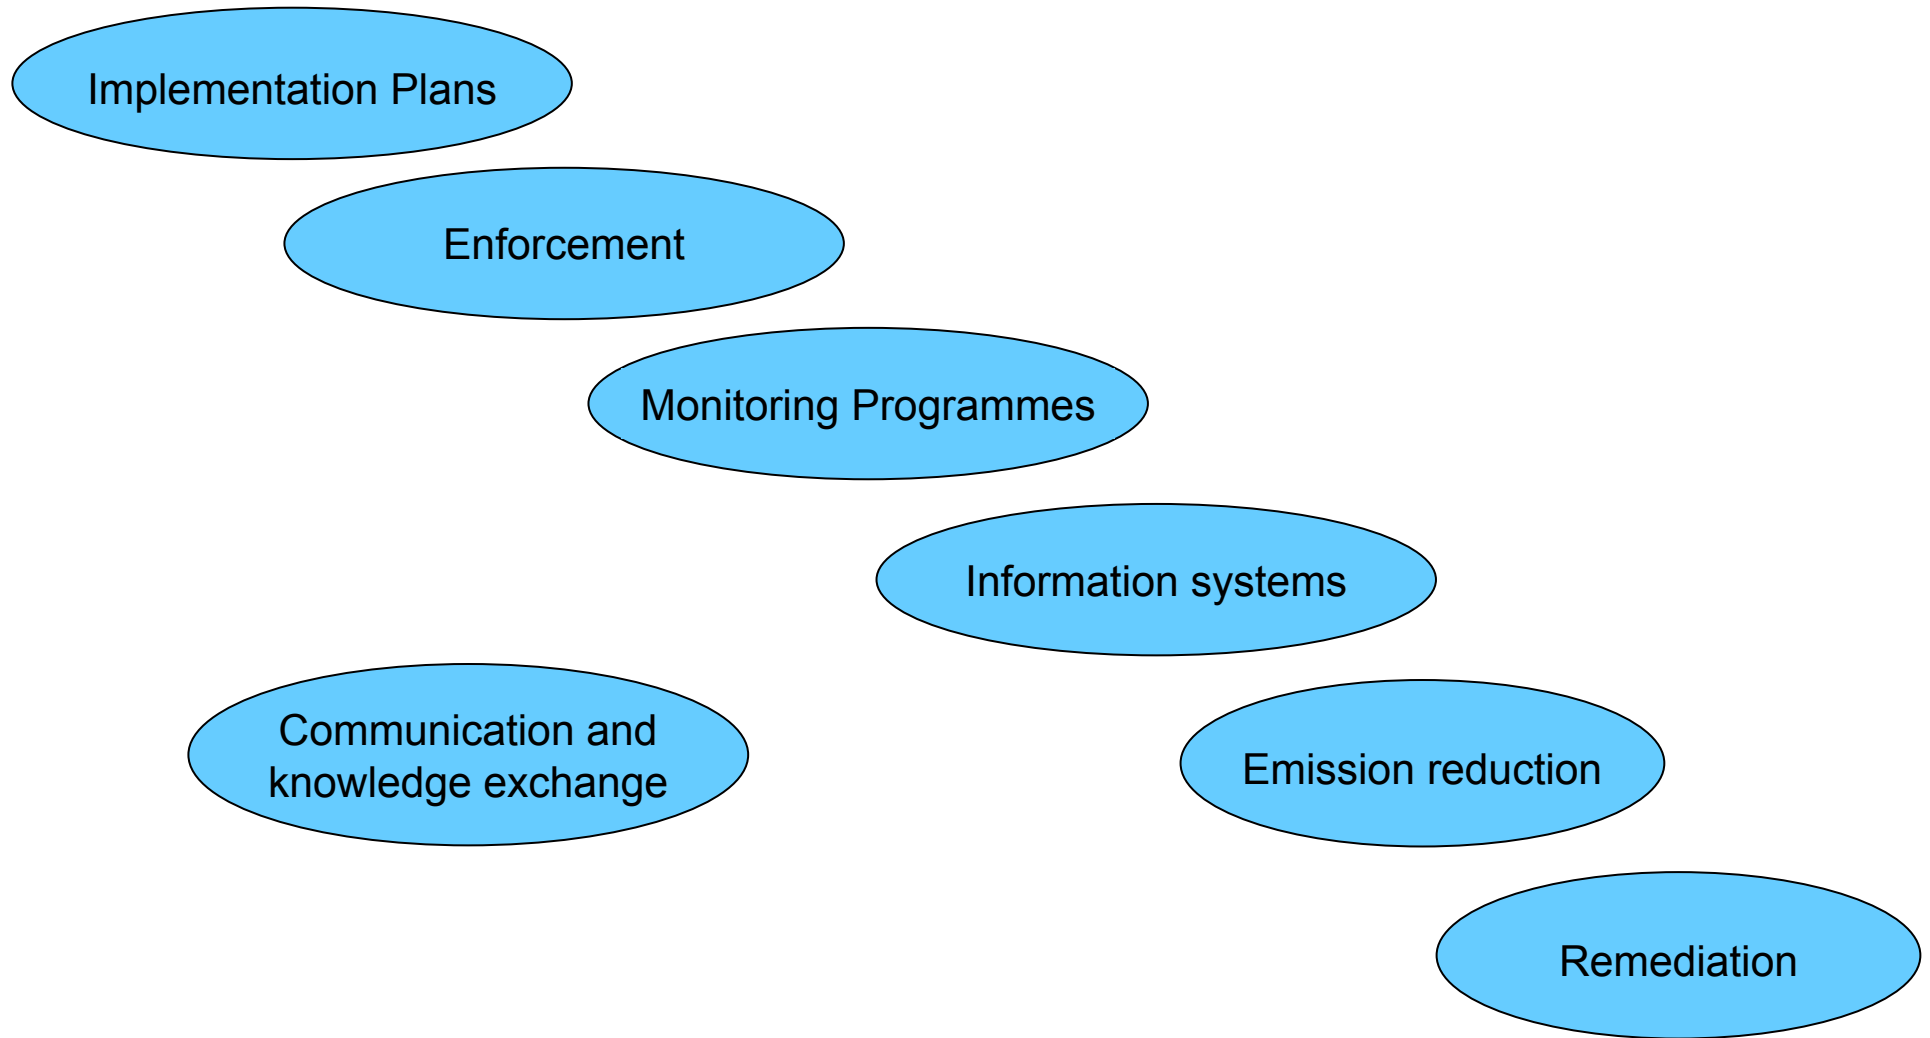 Implementation Plans
Enforcement
Monitoring Programmes
Information systems
Communication and
knowledge exchange
Emission reduction
Remediation